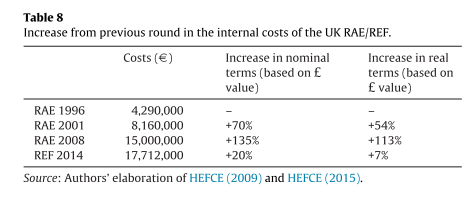 Table 8
Increase from previous round in the internal costs of the UK RAE/REF.
Costs (€) Increase in nominal terms (based on £ value) Increase in real terms (based on £ value)
RAE 1996 4,290,000 – –
RAE 2001 8,160,000 +70% +54%
RAE 2008 15,000,000 +135% +113%
REF 2014 17,712,000 +20% +7%
Source: Authors' elaboration of HEFCE (2009) and HEFCE (2015).